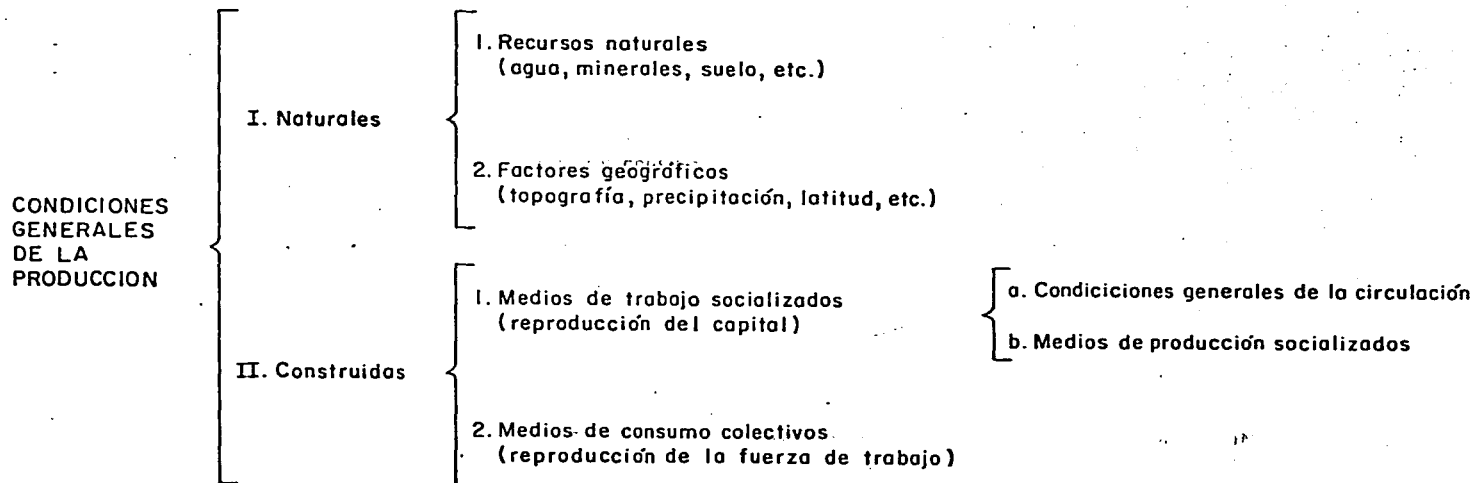 CONDICIONES
GENERALES
DE LA
PRODUCCION
I. Naturales
1. Recursos naturales
(agua, minerales, suelo, etc.)
2. Factores geográficos
(topografía, precipitación, latitud, etc.)
II. Construidas
1. Medios de trabajo socializados
(reproducción del capital)
a. Condiciciones generales de la circulación
b. Medios de producción socializados
2. Medios de consumo colectivos
(reproducción de la fuerza de trabajo)